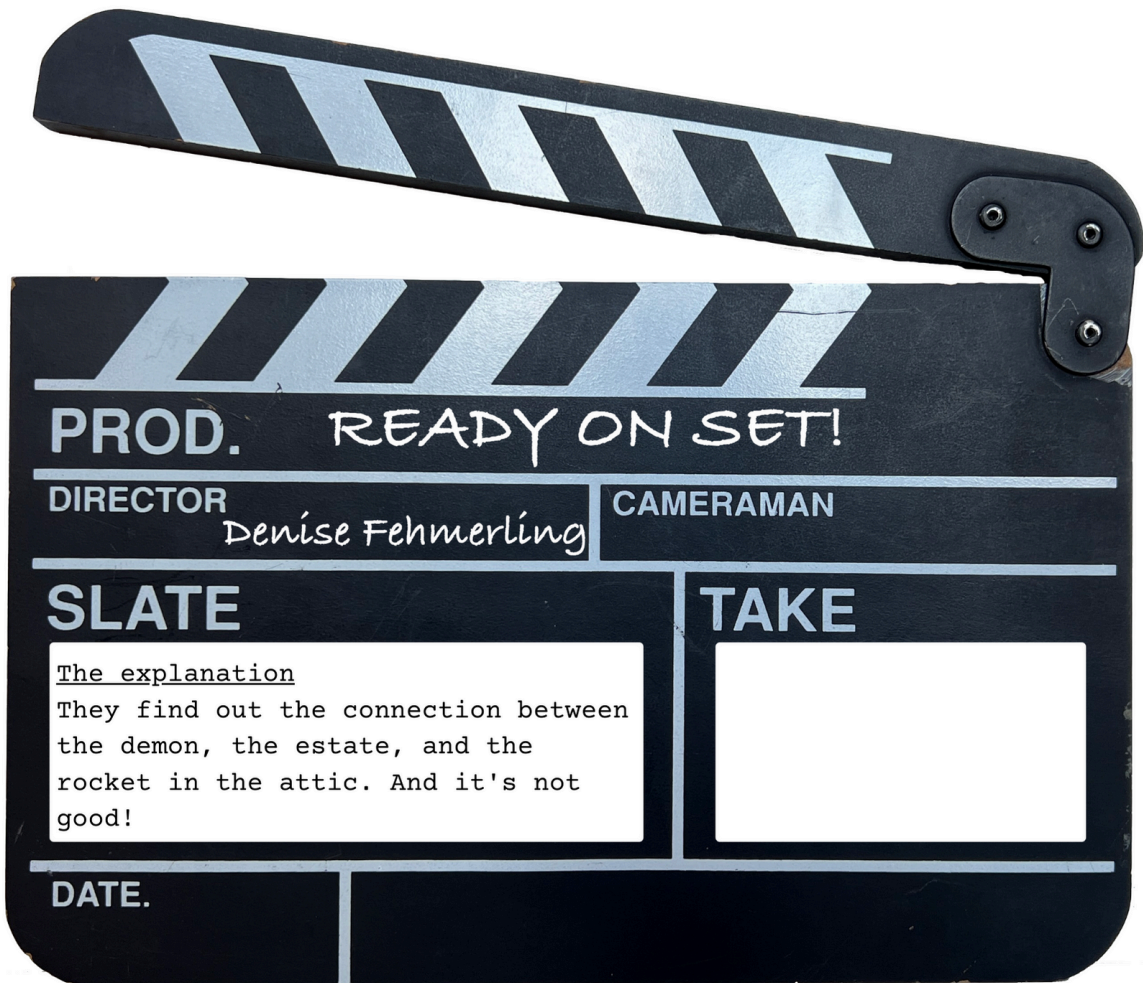 PROD. READY ON SET!
DIRECTOR
Denise Fehmerling
CAMERAMAN
SLATE
The explanation
They find out the connection between
the demon, the estate, and the
rocket in the attic. And it's not
good!
TAKE
DATE.